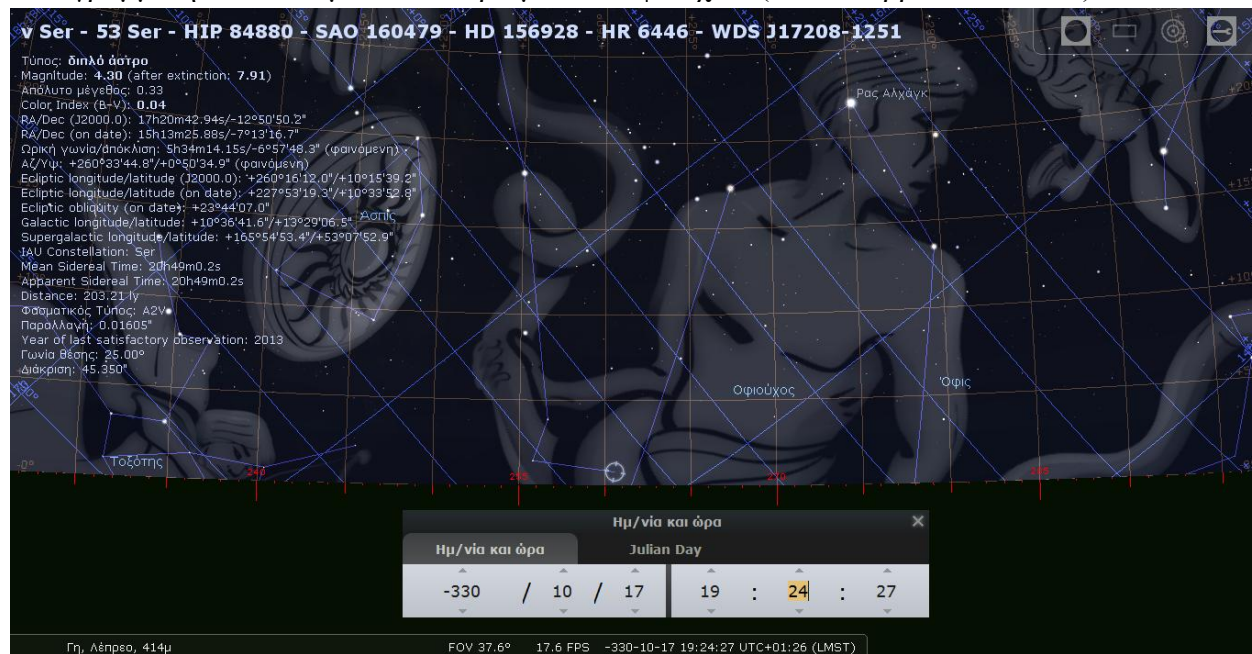 ν Ser - 53 Ser - HIP 84880 - SAO 160479 - HD 156928 - HR 6446 - WDS J17208-1251
Τύπος: διπλό άστρο
Magnitude: 4.30 (after extinction: 7.91)
Απόλυτο μέγεθος: 0.33
Color Index (B-V): 0.04
RA/Dec (J2000.0): 17h20m42.94s/-12°50'50.2"
RA/Dec (on date): 15h13m25.88s/-7°13'16.7"
Ωρική γωνία/απόκλιση: 5h34m14.15s/-6°57'48.3" (φαινόμενη)
Αζ/Υψ: +260°33'44.8"/+0°50'34.9" (φαινόμενη)
Ecliptic longitude/latitude (J2000.0): +260°16'12.0"/+10°15'39.2"
Ecliptic longitude/latitude (on date): +227°53'19.3"/+10°33'52.8"
Ecliptic obliquity (on date): +23°44'07.0"
Galactic longitude/latitude: +10°36'41.6"/+13°29'06.5"
Supergalactic longitude/latitude: +165°54'53.4"/+53°07'52.9"
IAU Constellation: Ser
Mean Sidereal Time: 20h49m0.2s
Apparent Sidereal Time: 20h49m0.2s
Distance: 203.21 ly
Φασματικός Τύπος: A2V
Παράλλαγή: 0.01605"
Year of last satisfactory observation: 2013
Γωνία θέσης: 25.00°
Διάκριση: 45.350"
Ρας Αλχάγκ
Ασπίς
Οφιούχος
Όφις
Τοξότης
Ημ/νία και ώρα
Ημ/νία και ώρα Julian Day
-330 / 10 / 17 19 : 24 : 27
Γη, Λέπρεο, 414μ FOV 37.6° 17.6 FPS -330-10-17 19:24:27 UTC+01:26 (LMST)